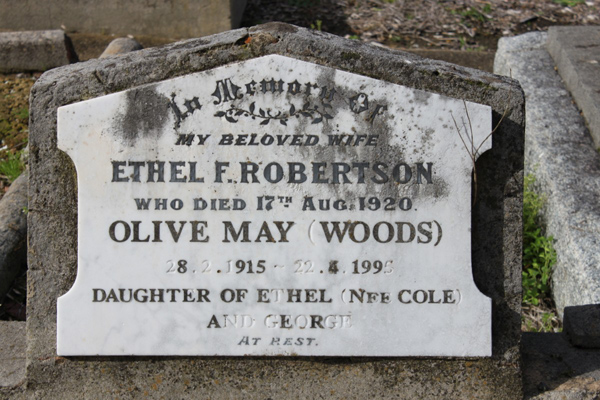 In Memory Of
MY BELOVED WIFE
ETHEL F. ROBERTSON
WHO DIED 17TH AUG. 1920.
OLIVE MAY (WOODS)
28.2.1915 - 22.4.1995
DAUGHTER OF ETHEL (NEE COLE)
AND GEORGE
AT REST.